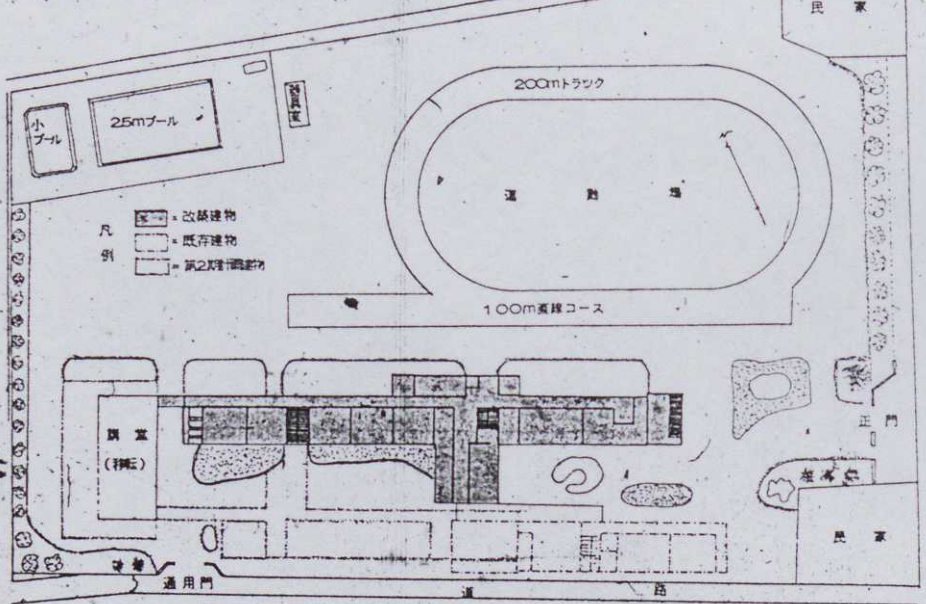 民 家
200mトラック
小
プール
25mプール
運 動 場
凡
例
= 改築建物
= 既存建物
= 第2期計画建物
100m直線コース
講 堂
(移転)
正
門
民 家
通用門
道 路